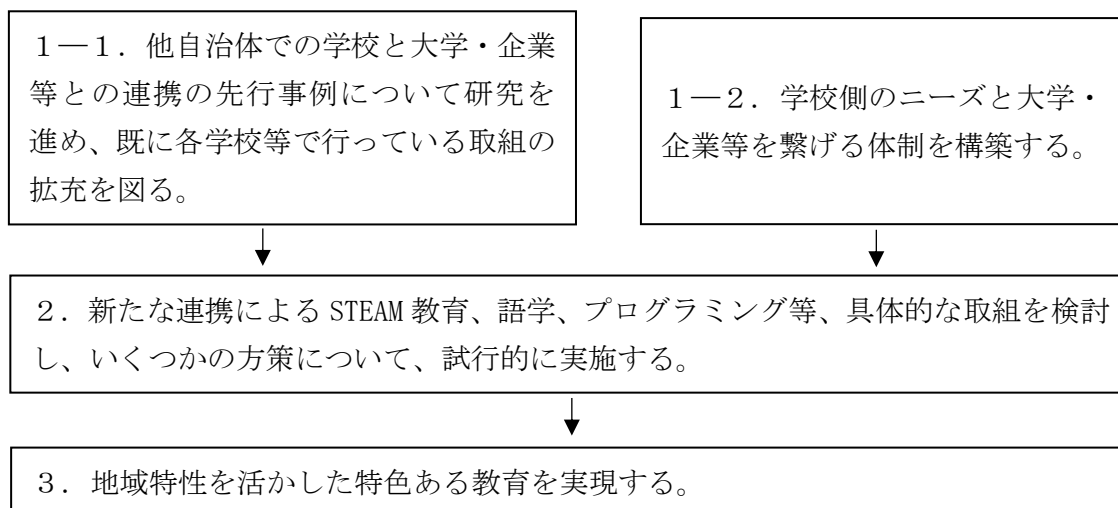 １―１．他自治体での学校と大学・企業
等との連携の先行事例について研究を
進め、既に各学校等で行っている取組の
拡充を図る。
１―２．学校側のニーズと大学・
企業等を繋げる体制を構築する。
２．新たな連携による STEAM 教育、語学、プログラミング等、具体的な取組を検討
し、いくつかの方策について、試行的に実施する。
３．地域特性を活かした特色ある教育を実現する。